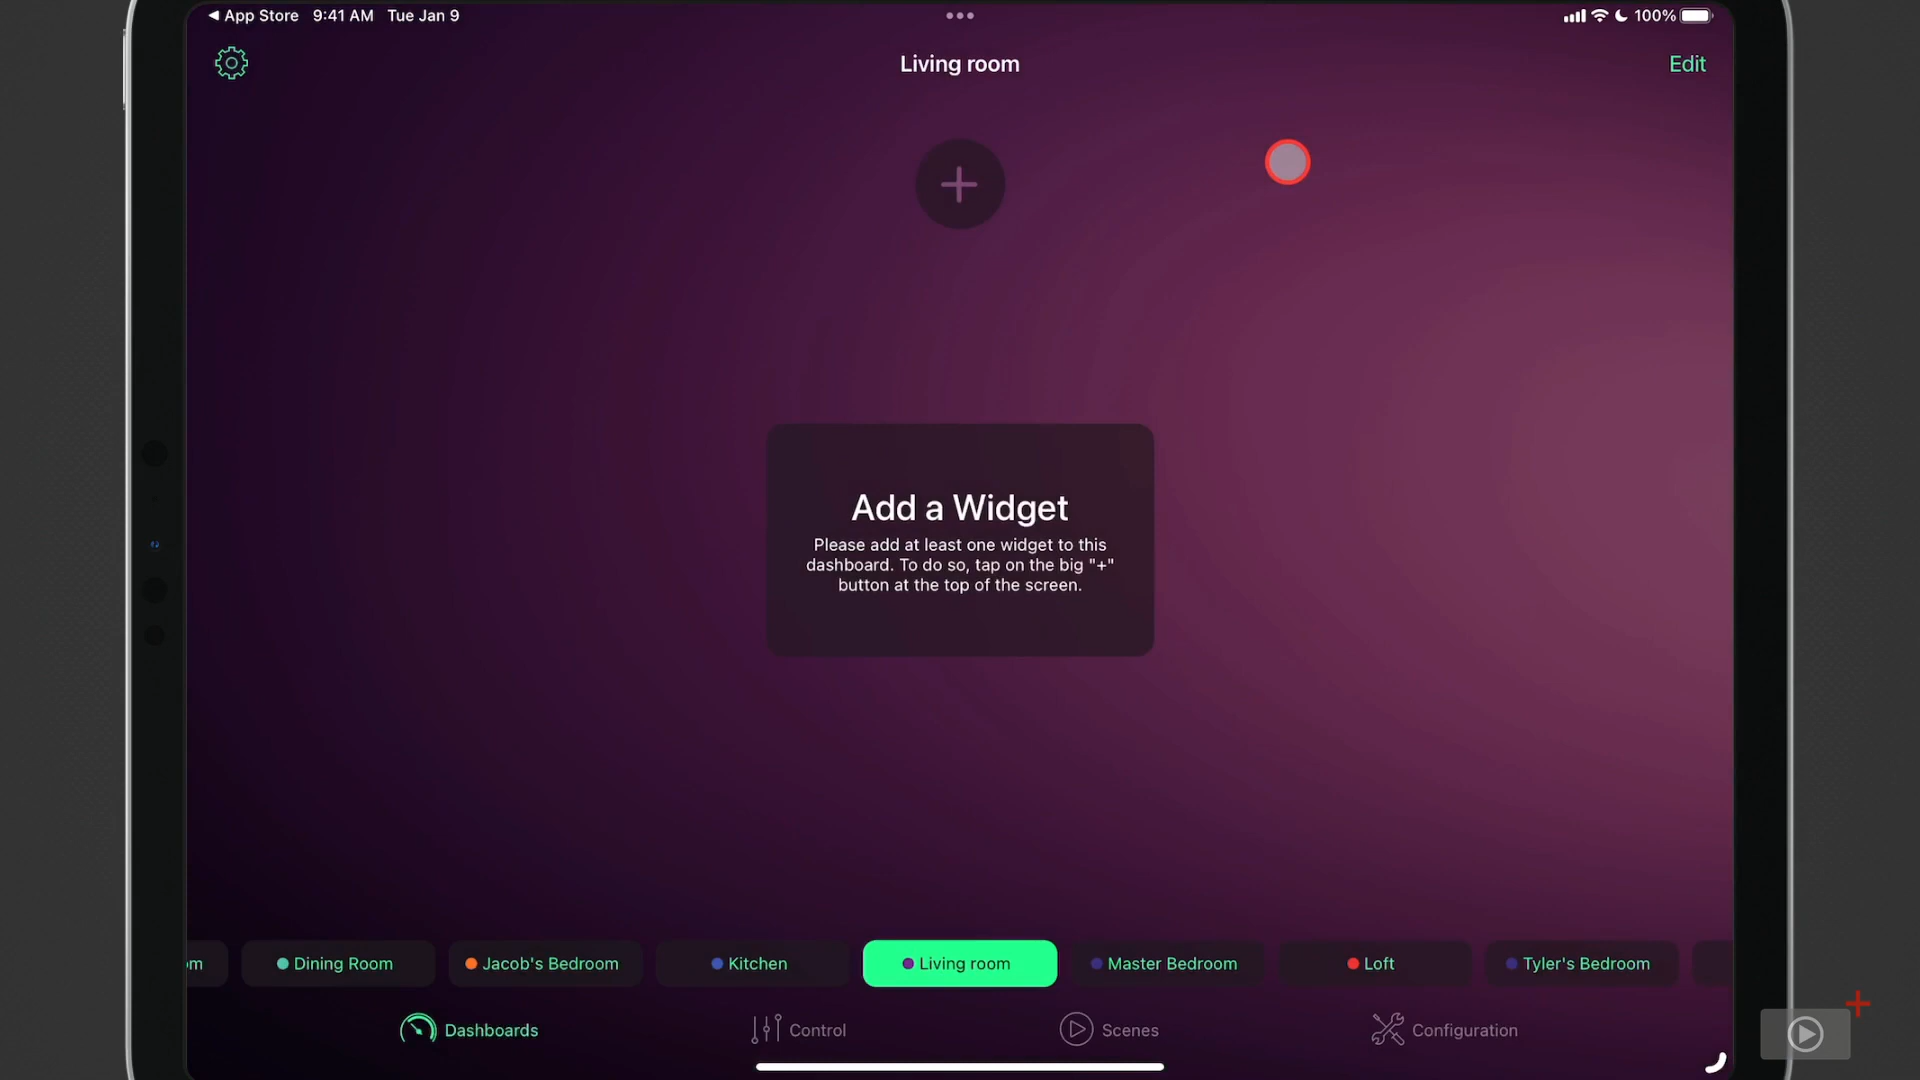 ◀ App Store 9:41 AM Tue Jan 9
100%
Living room
Edit
Add a Widget
Please add at least one widget to this
dashboard. To do so, tap on the big "+"
button at the top of the screen.
om
Dining Room
Jacob's Bedroom
Kitchen
Living room
Master Bedroom
Loft
Tyler's Bedroom
Dashboards
Control
Scenes
Configuration